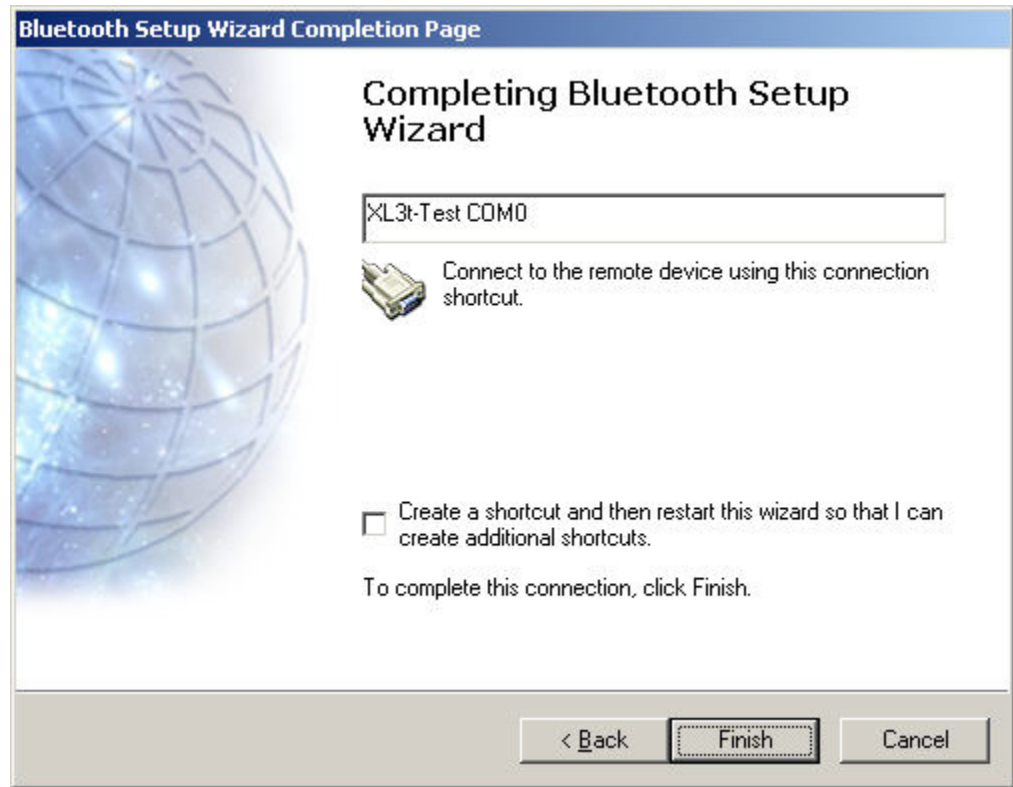 Bluetooth Setup Wizard Completion Page
Completing Bluetooth Setup
Wizard
XL3t-Test COM0
Connect to the remote device using this connection
shortcut.
Create a shortcut and then restart this wizard so that I can
create additional shortcuts.
To complete this connection, click Finish.
< Back
Finish
Cancel